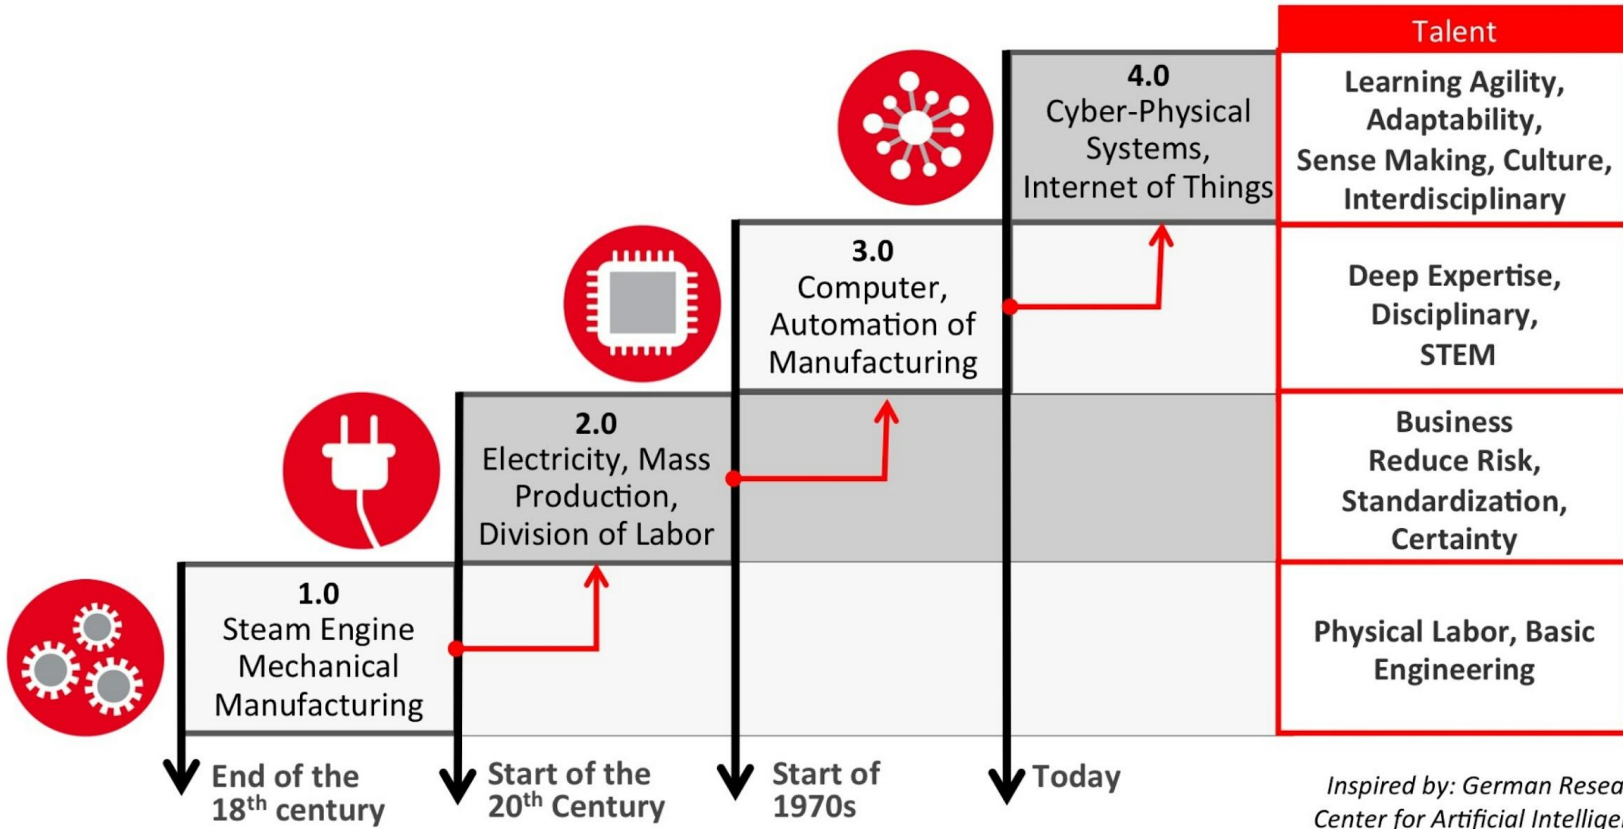 Talent
4.0
Cyber-Physical
Systems,
Internet of Things
Learning Agility,
Adaptability,
Sense Making, Culture,
Interdisciplinary
3.0
Computer,
Automation of
Manufacturing
Deep Expertise,
Disciplinary,
STEM
2.0
Electricity, Mass
Production,
Division of Labor
Business
Reduce Risk,
Standardization,
Certainty
1.0
Steam Engine
Mechanical
Manufacturing
Physical Labor, Basic
Engineering
End of the
18th century
Start of the
20th Century
Start of
1970s
Today
Inspired by: German
Center for Artificial